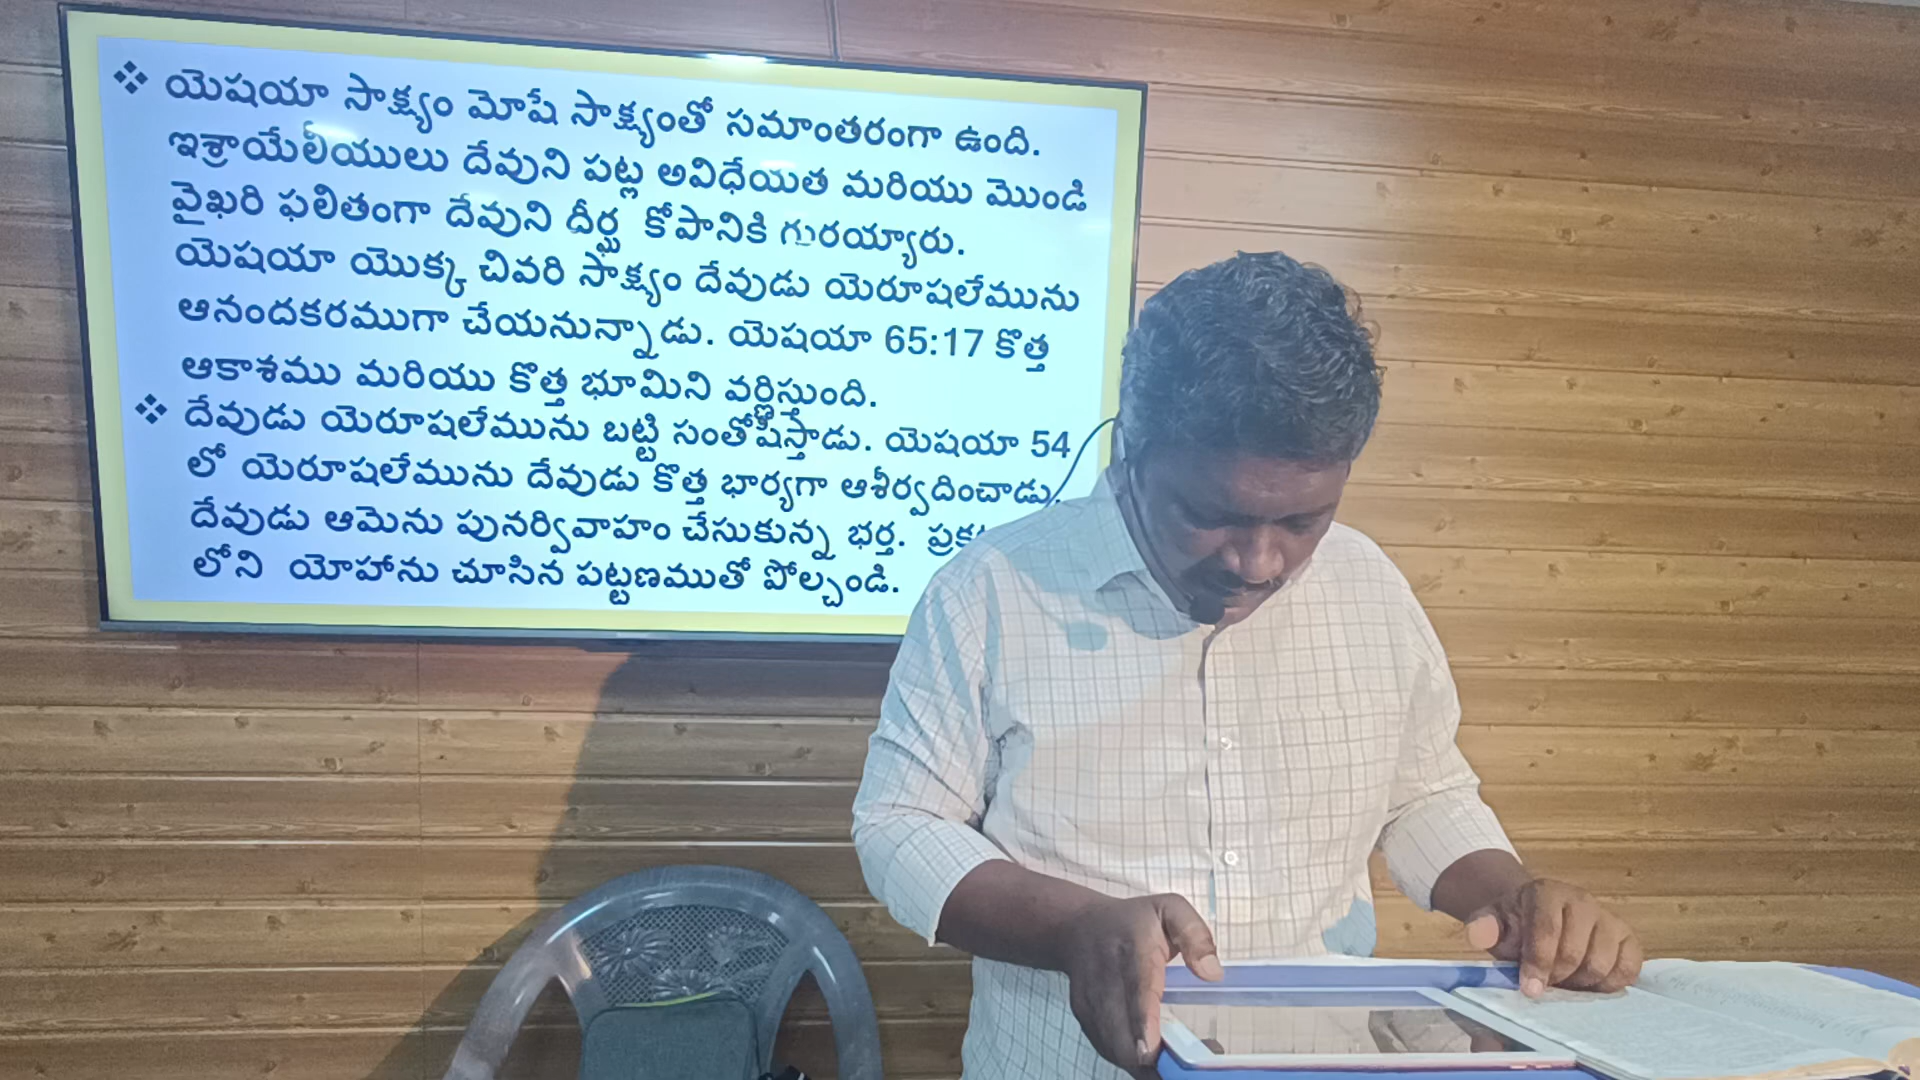 ❖ యెషయా సాక్ష్యం మోషే సాక్ష్యంతో సమాంతరంగా ఉంది.
ఇశ్రాయేలీయులు దేవుని పట్ల అవిధేయత మరియు మొండి
వైఖరి ఫలితంగా దేవుని దీర్ఘ కోపానికి గురయ్యారు.
యెషయా యొక్క చివరి సాక్ష్యం దేవుడు యెరూషలేమును
ఆనందకరముగా చేయనున్నాడు. యెషయా 65:17 కొత్త
ఆకాశము మరియు కొత్త భూమిని వర్ణిస్తుంది.
❖ దేవుడు యెరూషలేమును బట్టి సంతోషిస్తాడు. యెషయా 54
లో యెరూషలేమును దేవుడు కొత్త భార్యగా ఆశీర్వదించాడు.
దేవుడు ఆమెను పునర్వివాహం చేసుకున్న భర్త.
లోని యోహాను చూసిన పట్టణముతో పోల్చండి.